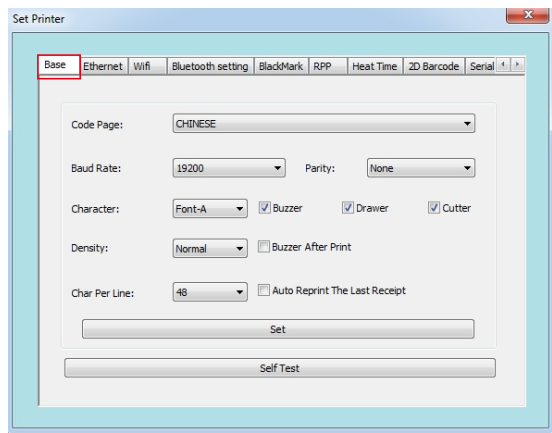 Set Printer
Base Ethernet Wifi Bluetooth setting BlackMark RPP Heat Time 2D Barcode Serial
Code Page: CHINESE
Baud Rate: 19200 Parity: None
Character: Font-A Buzzer Drawer Cutter
Density: Normal Buzzer After Print
Char Per Line: 48 Auto Reprint The Last Receipt
Set
Self Test